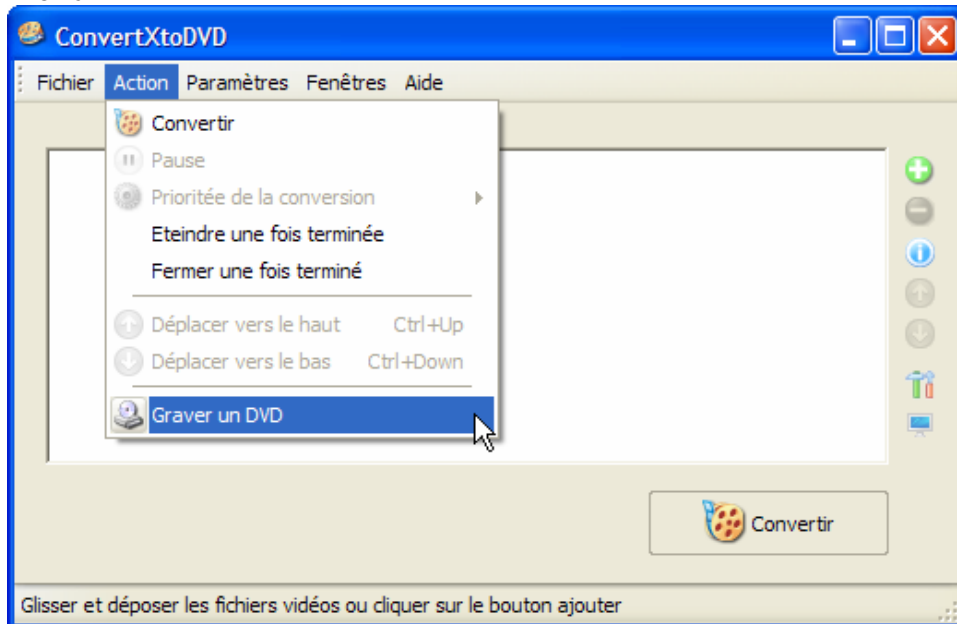 ConvertXtoDVD
Fichier Action Paramètres Fenêtres Aide
Convertir
Pause
Prioritée de la conversion
Eteindre une fois terminée
Fermer une fois terminé
Déplacer vers le haut Ctrl+Up
Déplacer vers le bas Ctrl+Down
Graver un DVD
Convertir
Glisser et déposer les fichiers vidéos ou cliquer sur le bouton ajouter